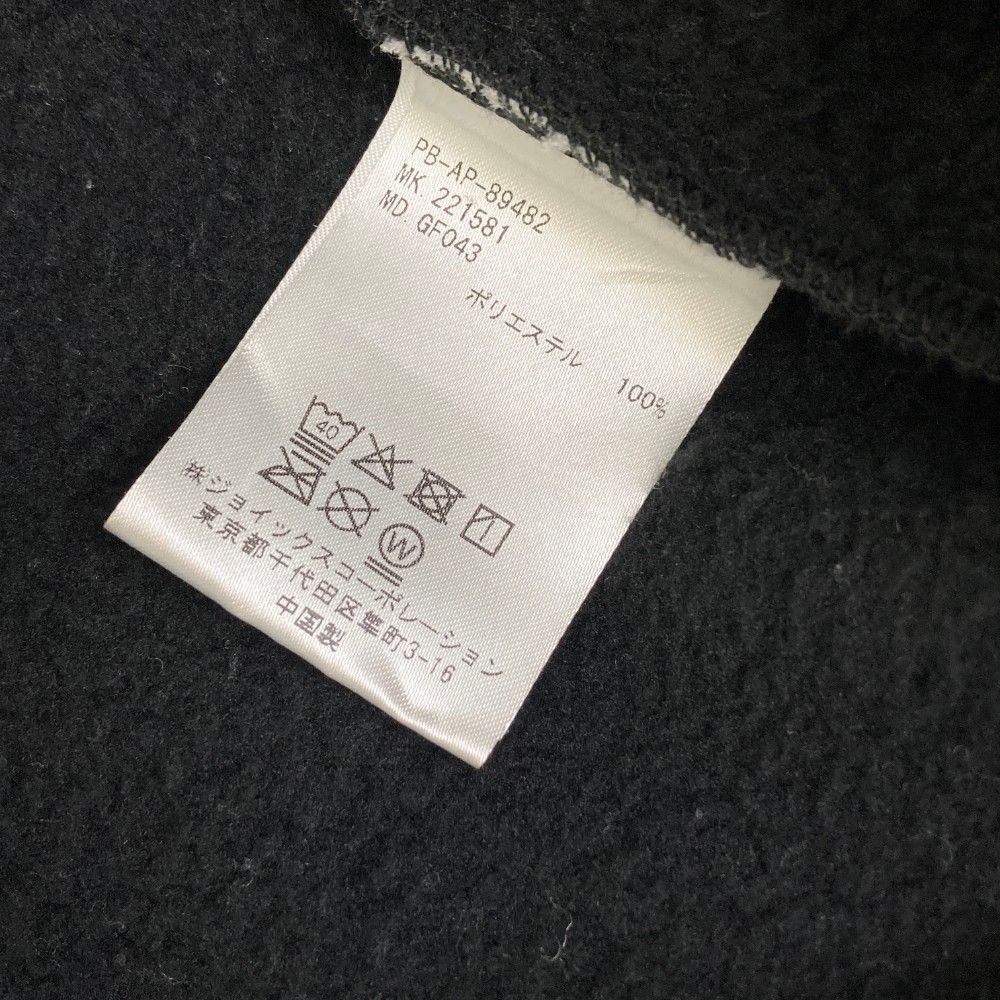 PB-AP-89482
MK 221581
MD GF043
ポリエステル 100%
40
W
㈱ジョイックスコーポレーション
東京都千代田区隼町3-16
中国製